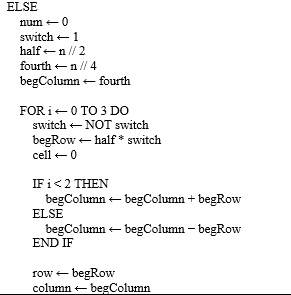 ELSE
num ← 0
switch ← 1
half ← n // 2
fourth ← n // 4
begColumn ← fourth
FOR i ← 0 TO 3 DO
switch ← NOT switch
begRow ← half * switch
cell ← 0
IF i < 2 THEN
begColumn ← begColumn + begRow
ELSE
begColumn ← begColumn − begRow
END IF
row ← begRow
column ← begColumn